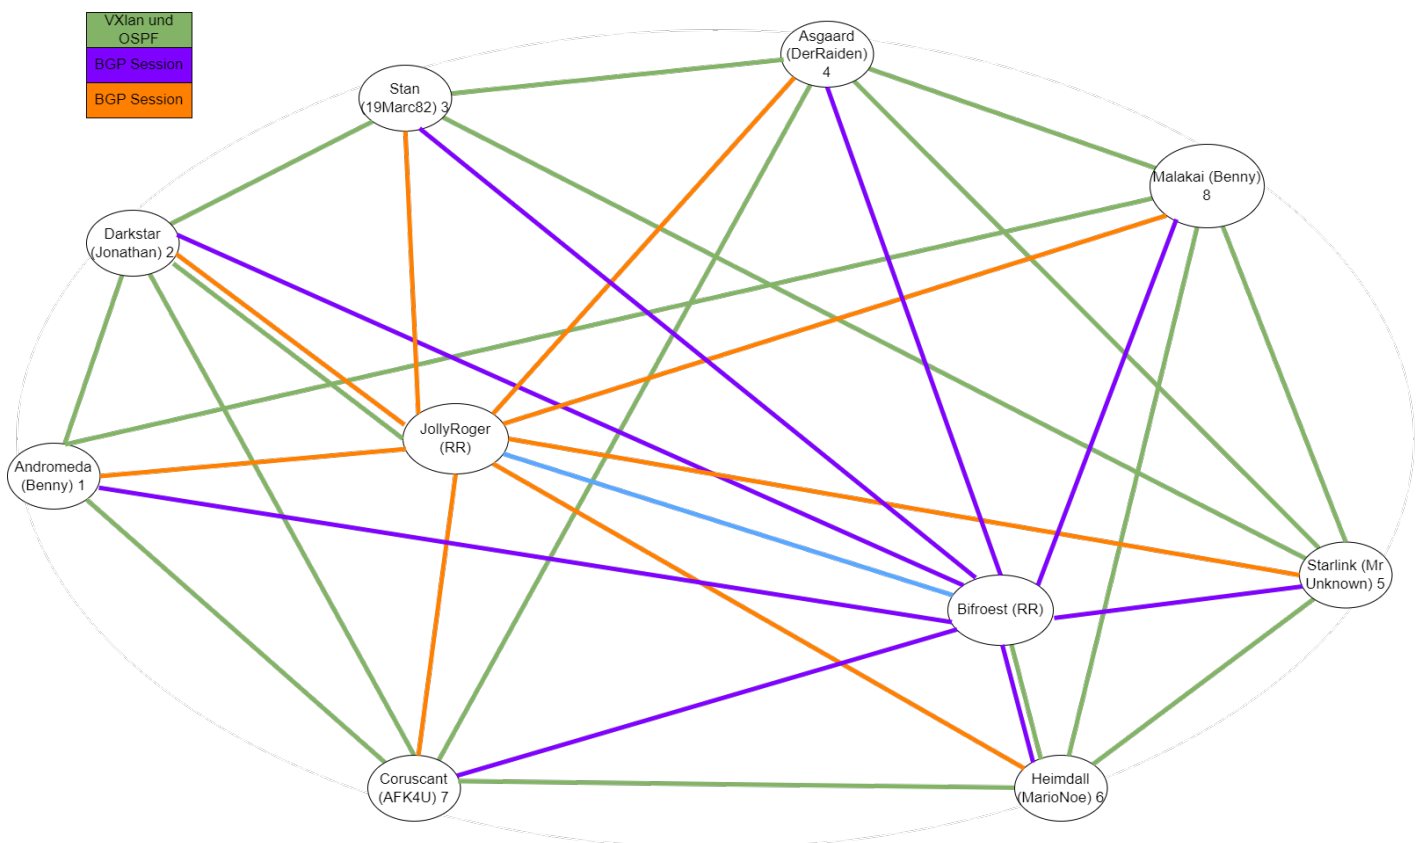 VXlan und
OSPF
BGP Session
BGP Session
Asgaard
(DerRaiden)
4
Stan
(19Marc82) 3
Malakai (Benny)
8
Darkstar
(Jonathan) 2
JollyRoger
(RR)
Andromeda
(Benny) 1
Starlink (Mr
Unknown) 5
Bifroest (RR)
Coruscant
(AFK4U) 7
Heimdall
(MarioNoe) 6